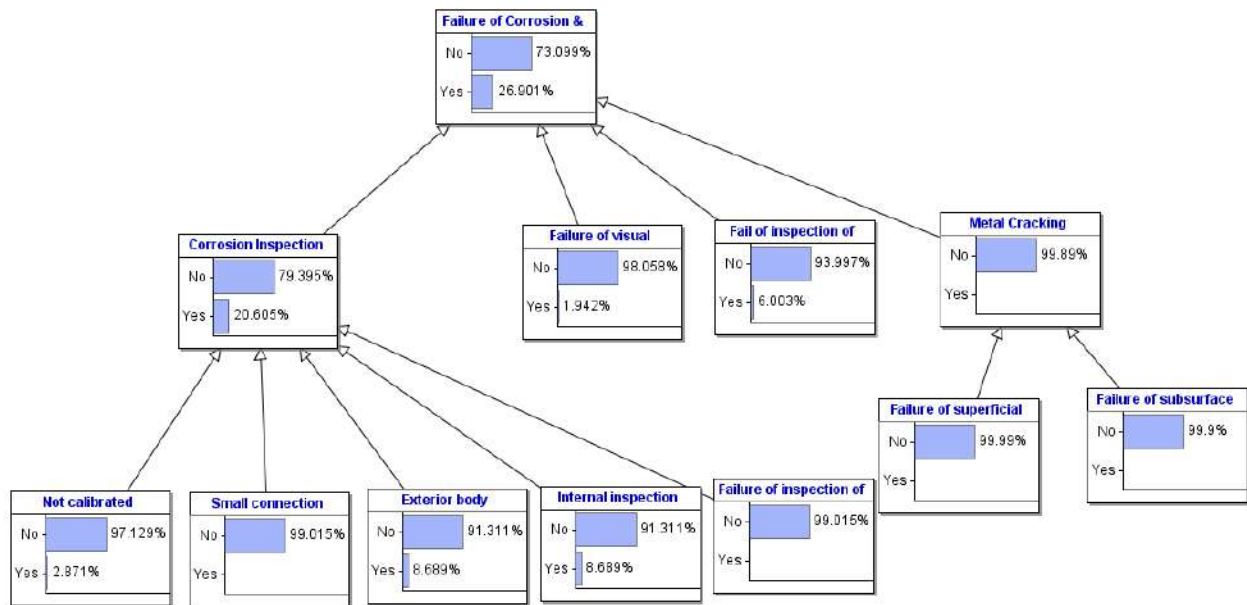 Failure of Corrosion &
No
73.099%
Yes
26.901%
Corrosion Inspection
No
79.395%
Yes
20.605%
Failure of visual
No
98.058%
Yes
1.942%
Fail of inspection of
No
93.997%
Yes
6.003%
Metal Cracking
No
99.89%
Yes
Failure of superficial
No
99.99%
Yes
Failure of subsurface
No
99.9%
Yes
Not calibrated
No
97.129%
Yes
2.871%
Small connection
No
99.015%
Yes
Exterior body
No
91.311%
Yes
8.689%
Internal inspection
No
91.311%
Yes
8.689%
Failure of inspection of
No
99.015%
Yes